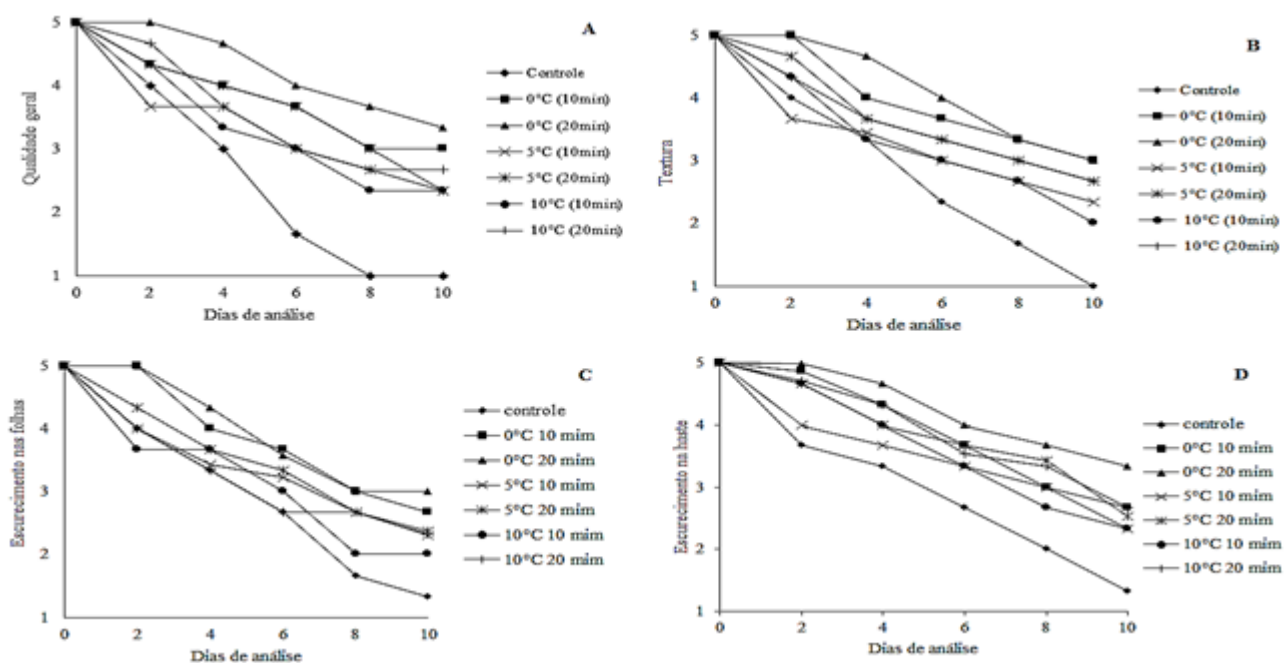 A
Qualidade geral
5
4
3
2
1
0 2 4 6 8 10
Dias de análise
Controle
0°C (10min)
0°C (20min)
5°C (10min)
5°C (20min)
10°C (10min)
10°C (20min)
B
Textura
5
4
3
2
1
0 2 4 6 8 10
Dias de análise
Controle
0°C (10min)
0°C (20min)
5°C (10min)
5°C (20min)
10°C (10min)
10°C (20min)
C
Escurecimento nas folhas
5
4
3
2
1
0 2 4 6 8 10
Dias de análise
controle
0°C 10 mim
0°C 20 mim
5°C 10 mim
5°C 20 mim
10°C 10 mim
10°C 20 mim
D
Escurecimento na haste
5
4
3
2
1
0 2 4 6 8 10
Dias de análise
controle
0°C 10 mim
0°C 20 mim
5°C 10 mim
5°C 20 mim
10°C 10 mim
10°C 20 mim